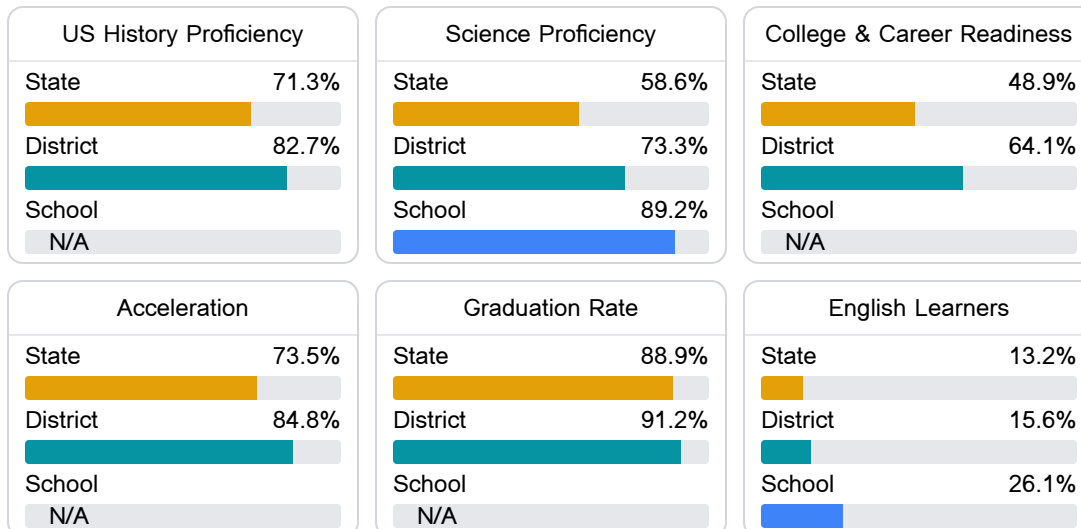 US History Proficiency
State 71.3%
District 82.7%
School
N/A
Science Proficiency
State 58.6%
District 73.3%
School 89.2%
College & Career Readiness
State 48.9%
District 64.1%
School
N/A
Acceleration
State 73.5%
District 84.8%
School
N/A
Graduation Rate
State 88.9%
District 91.2%
School
N/A
English Learners
State 13.2%
District 15.6%
School 26.1%